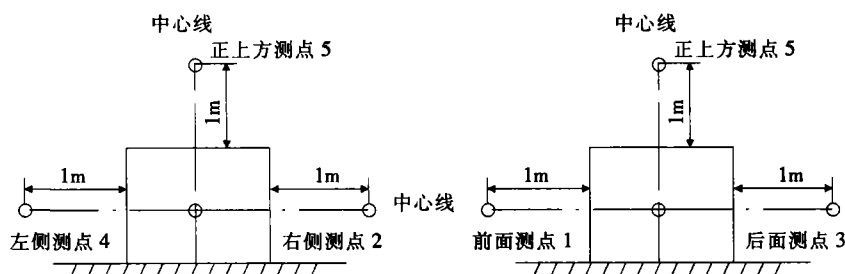 中心线
正上方测点 5
1m
1m
1m
中心线
左侧测点 4
右侧测点 2
中心线
正上方测点 5
1m
1m
1m
前面测点 1
后面测点 3